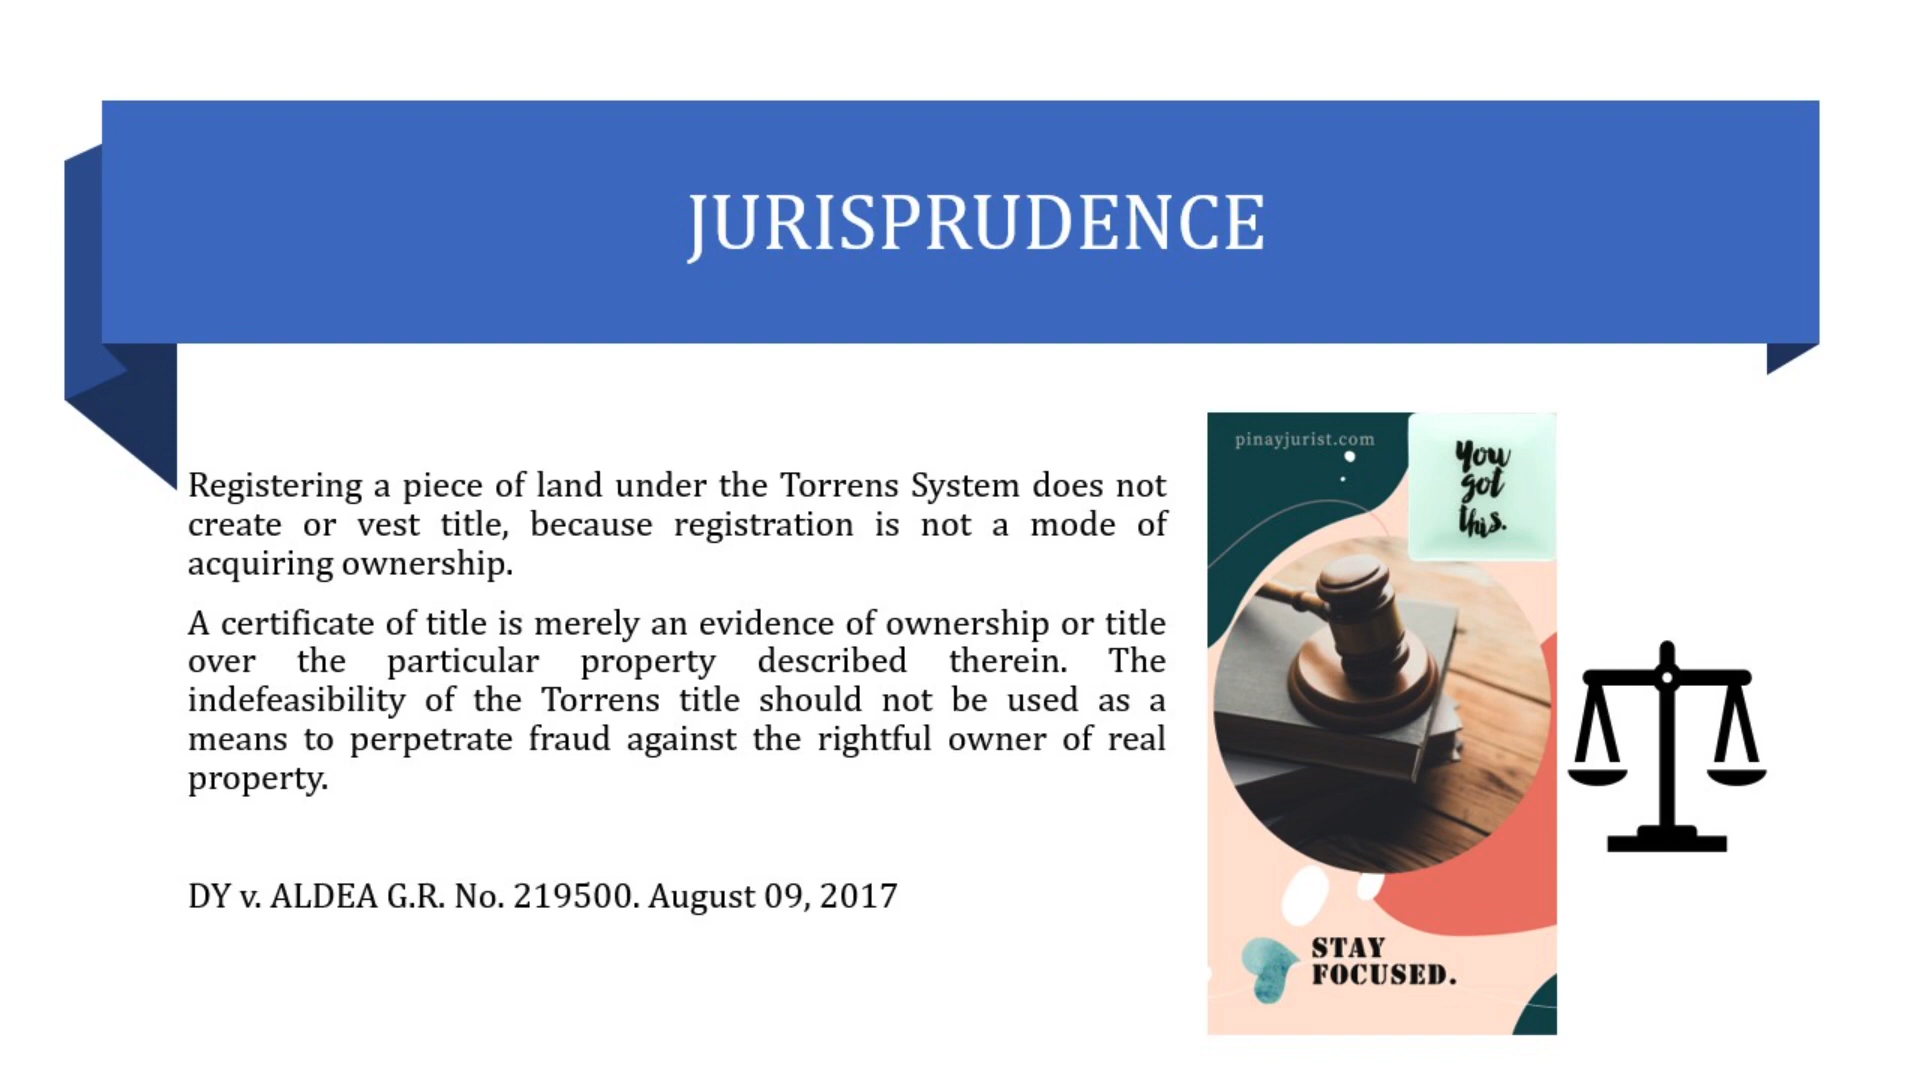 JURISPRUDENCE
Registering a piece of land under the Torrens System does not
create or vest title, because registration is not a mode of
acquiring ownership.
A certificate of title is merely an evidence of ownership or title
over the particular property described therein. The
indefeasibility of the Torrens title should not be used as a
means to perpetrate fraud against the rightful owner of real
property.
DY v. ALDEA G.R. No. 219500. August 09, 2017
pinayjurist.com
You
got
this.
STAY
FOCUSED.